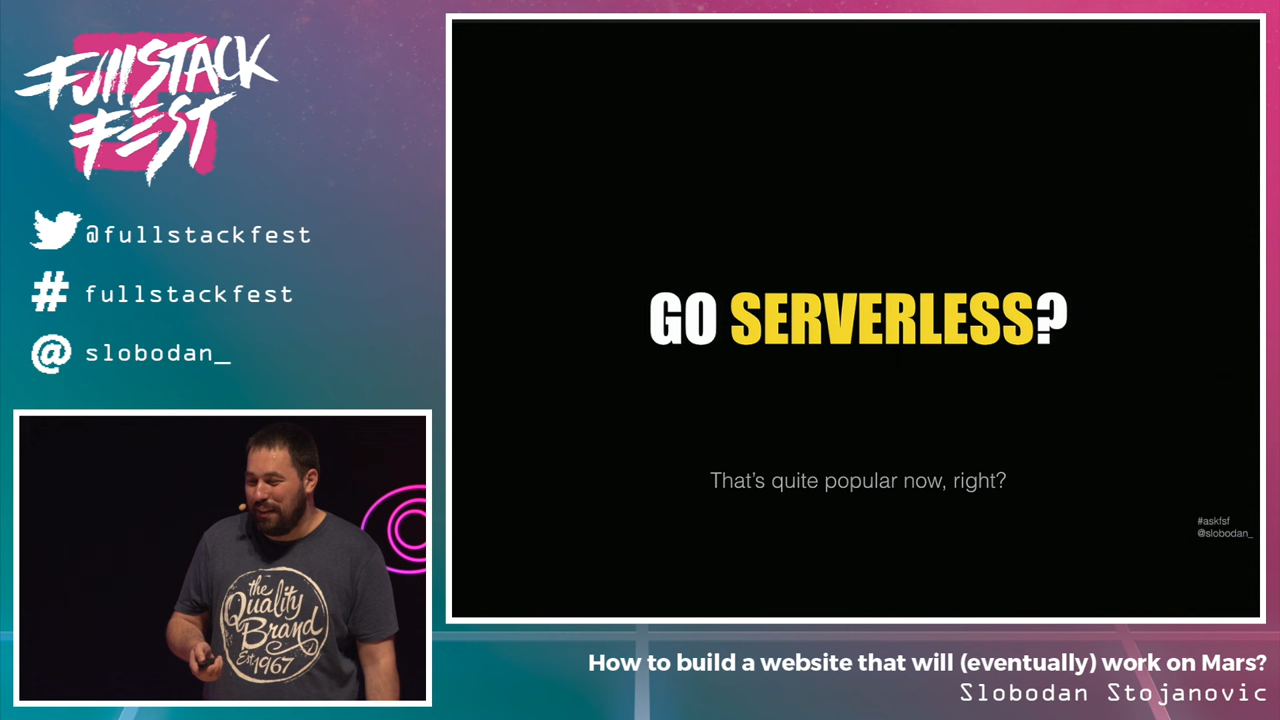 FullSTACK
FEST
@fullstackfest
# fullstackfest
@ slobodan_
the
Quality
Brand
Est.1967
GO SERVERLESS?
That's quite popular now, right?
#askfsf
@slobodan_
How to build a website that will (eventually) work on Mars?
Slobodan Stojanovic